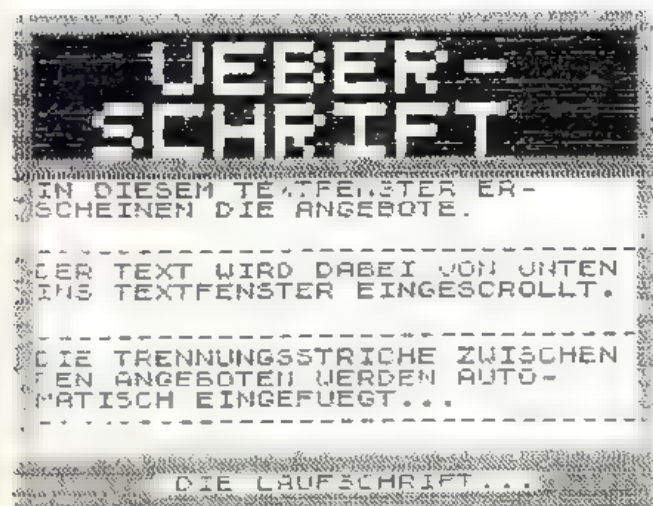 UEBER-
SCHRIFT
IN DIESEM TEXTFENSTER ER-
SCHEINEN DIE ANGEBOTE.
DER TEXT WIRD DABEI VON UNTEN
INS TEXTFENSTER EINGESCROLLT.
DIE TRENNUNGSSTRICHE ZWISCHEN
DEN ANGEBOTEN WERDEN AUTO-
MATISCH EINGEFUEGT...
DIE LAUFSCHRIFT...